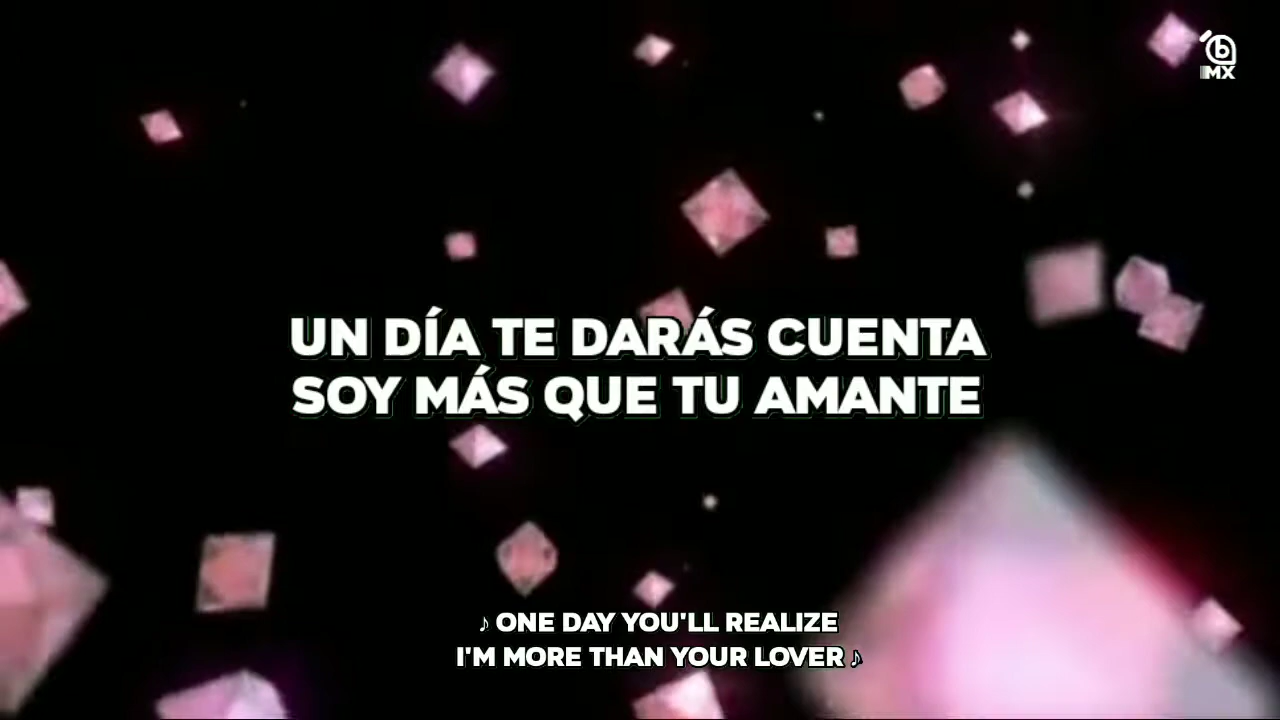 b
MX
UN DÍA TE DARÁS CUENTA
SOY MÁS QUE TU AMANTE
♪ ONE DAY YOU'LL REALIZE
I'M MORE THAN YOUR LOVER ♪